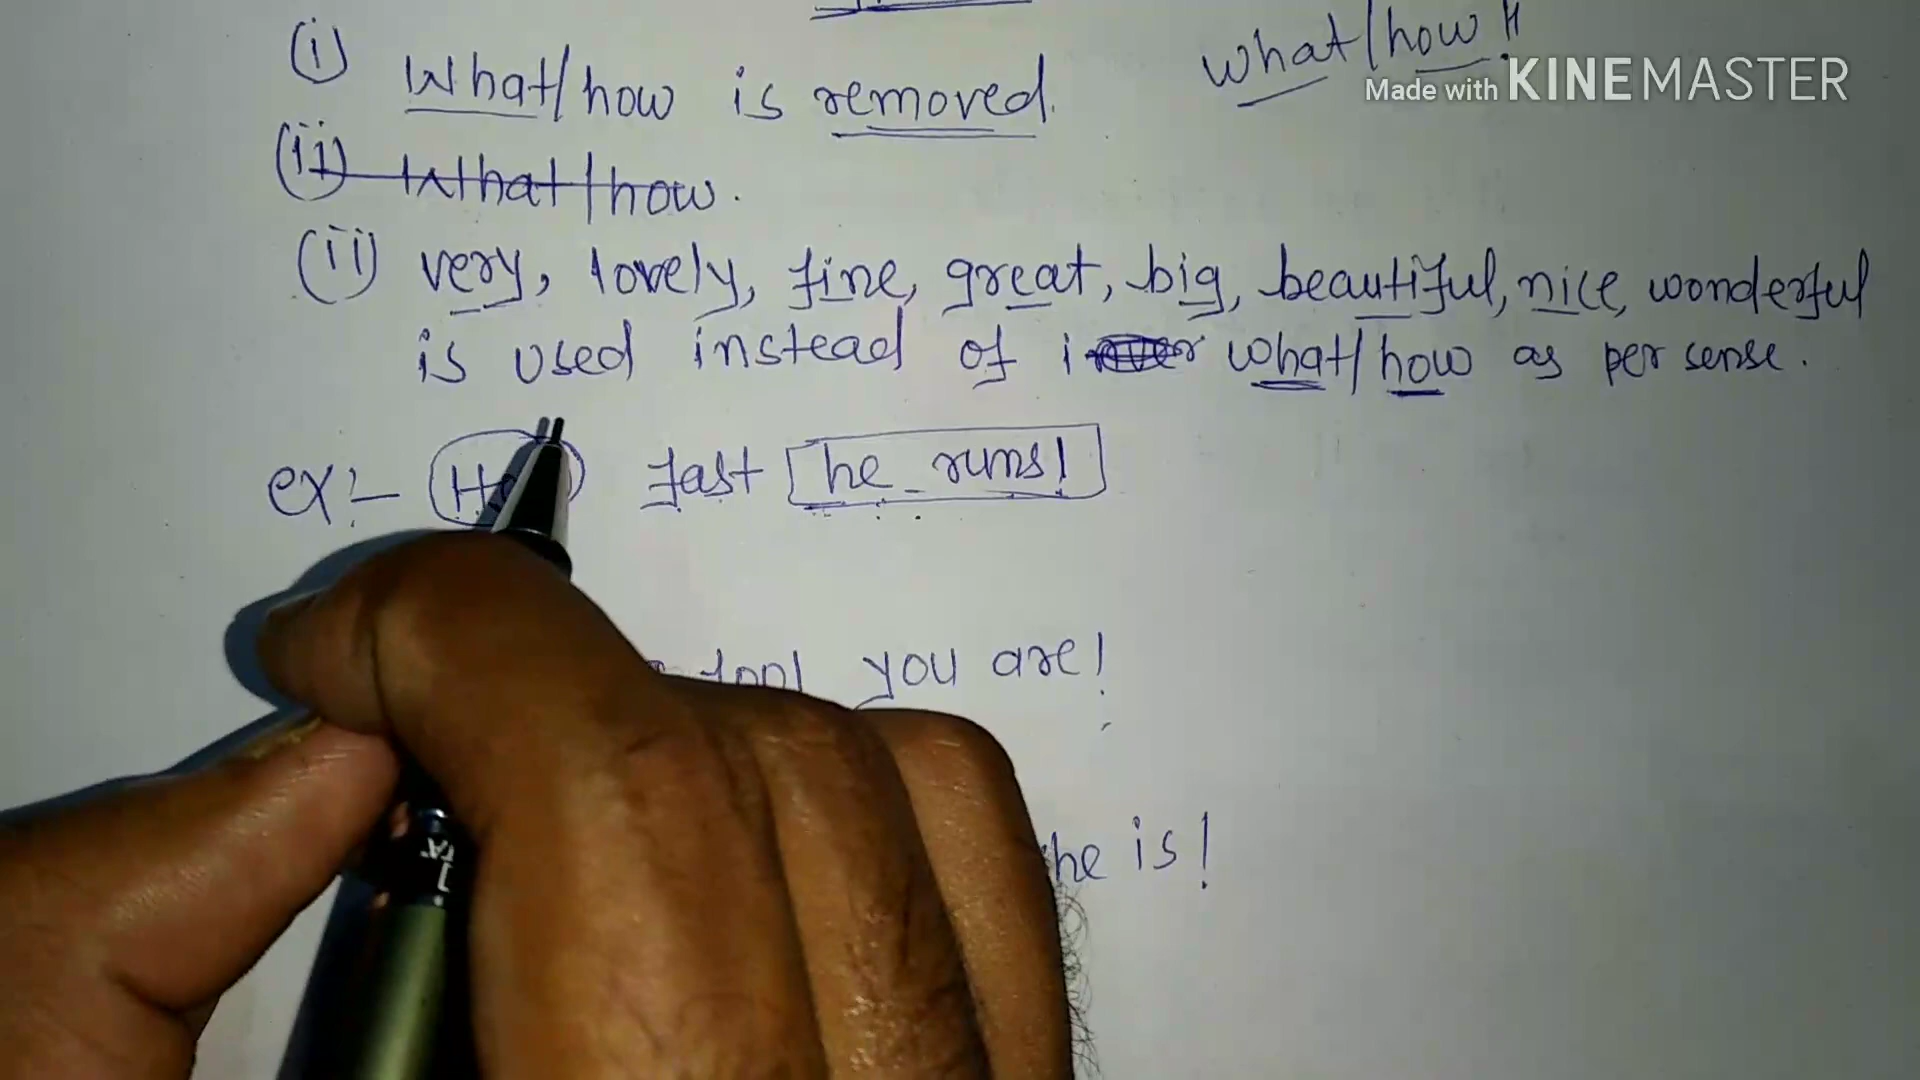 (i) What/how is removed.
what/how !!
Made with KINEMASTER
(ii) What/how.
(ii) very, lovely, fine, great, big, beautiful, nice, wonderful
is used instead of what/how as per sense.
ex:- fast he runs!
fool you are!
he is!